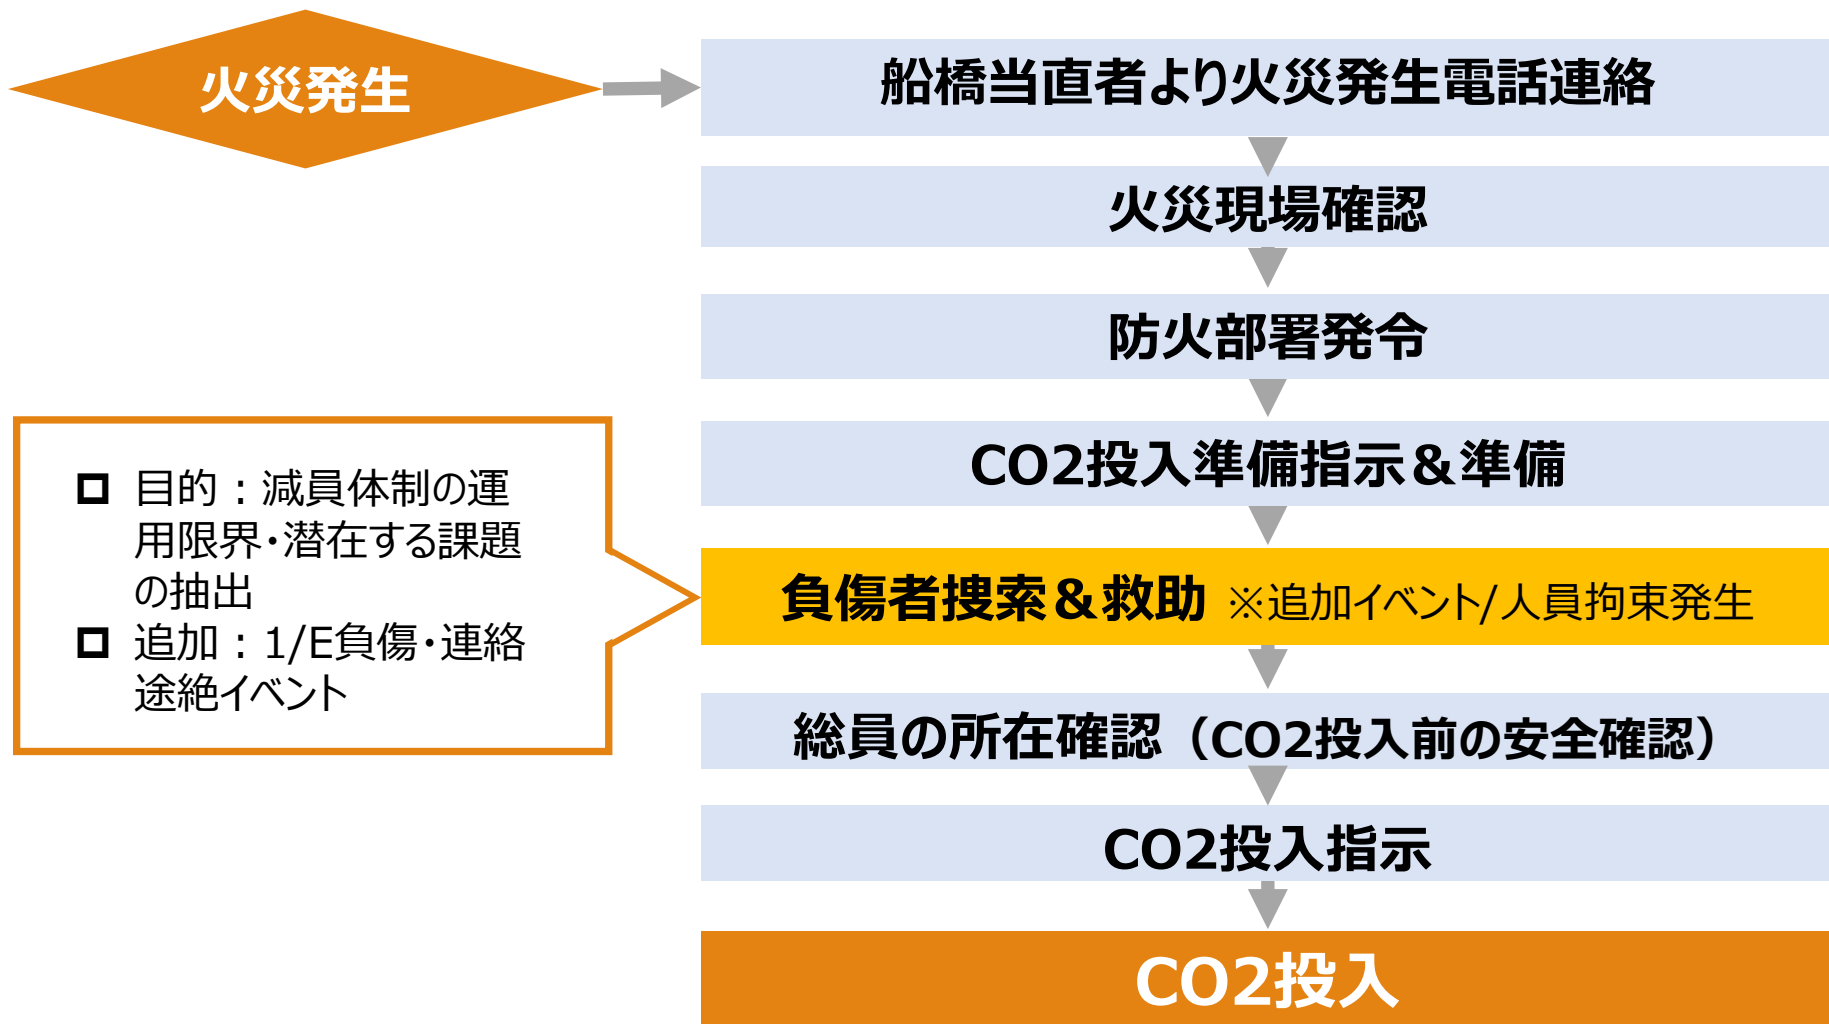 火災発生
船橋当直者より火災発生電話連絡
火災現場確認
防火部署発令
CO2投入準備指示＆準備
目的：減員体制の運
用限界・潜在する課題
の抽出
追加：1/E負傷・連絡
途絶イベント
負傷者捜索＆救助 ※追加イベント/人員拘束発生
総員の所在確認（CO2投入前の安全確認）
CO2投入指示
CO2投入